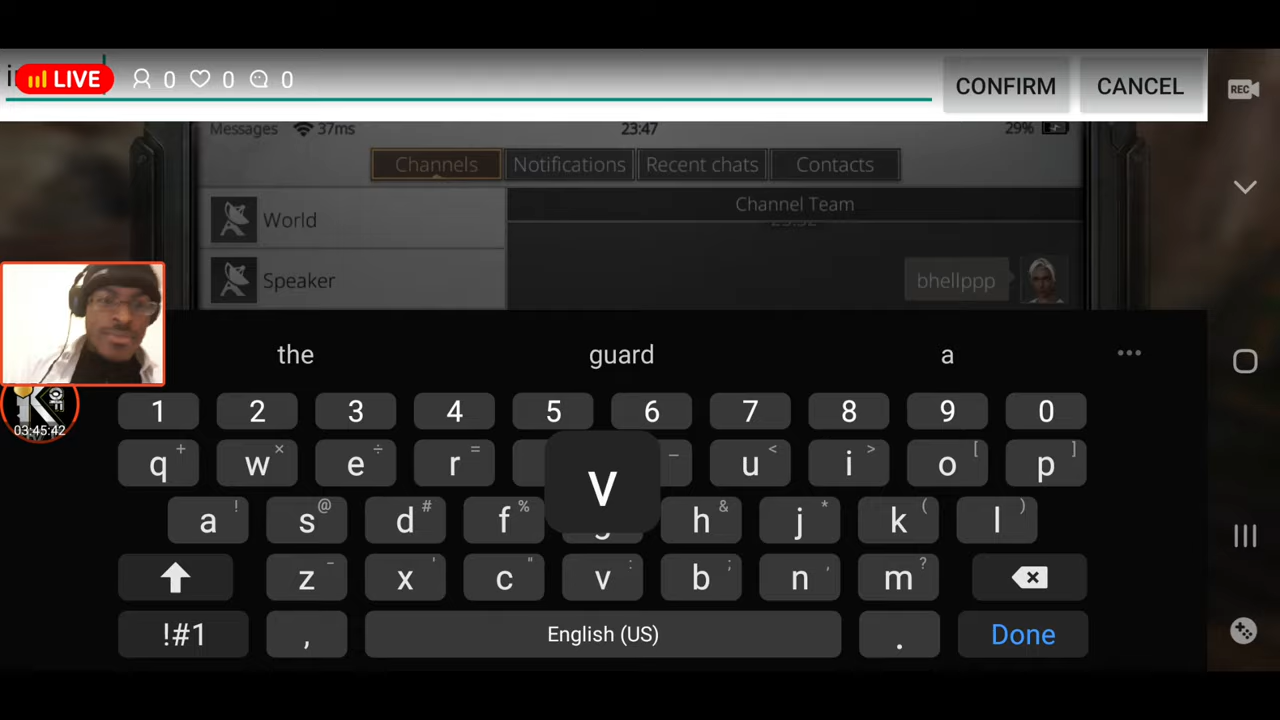 LIVE 0 0 0
CONFIRM CANCEL
REC
Messages 37ms 23:47 29%
Channels Notifications Recent chats Contacts
World
Channel Team
Speaker
bhellppp
the guard a
K OF
03:45:42
1 2 3 4 5 6 7 8 9 0
q + w × e ÷ r = _ u < i > o [ p ]
v
a ! s @ d # f % h & j * k ( l )
z - x ' c " v : b ; n , m ?
!#1 , English (US) . Done